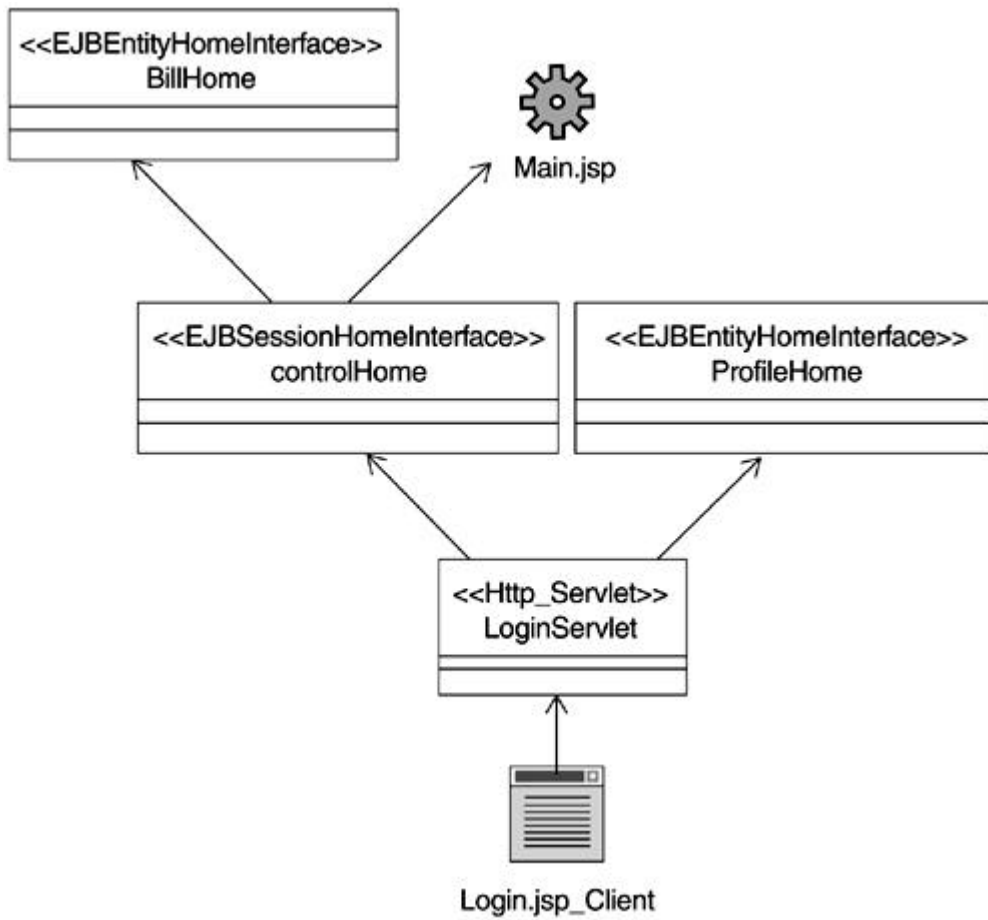 <<EJBEntityHomeInterface>>
BillHome
Main.jsp
<<EJBSessionHomeInterface>>
controlHome
<<EJBEntityHomeInterface>>
ProfileHome
<<Http_Servlet>>
LoginServlet
Login.jsp_Client